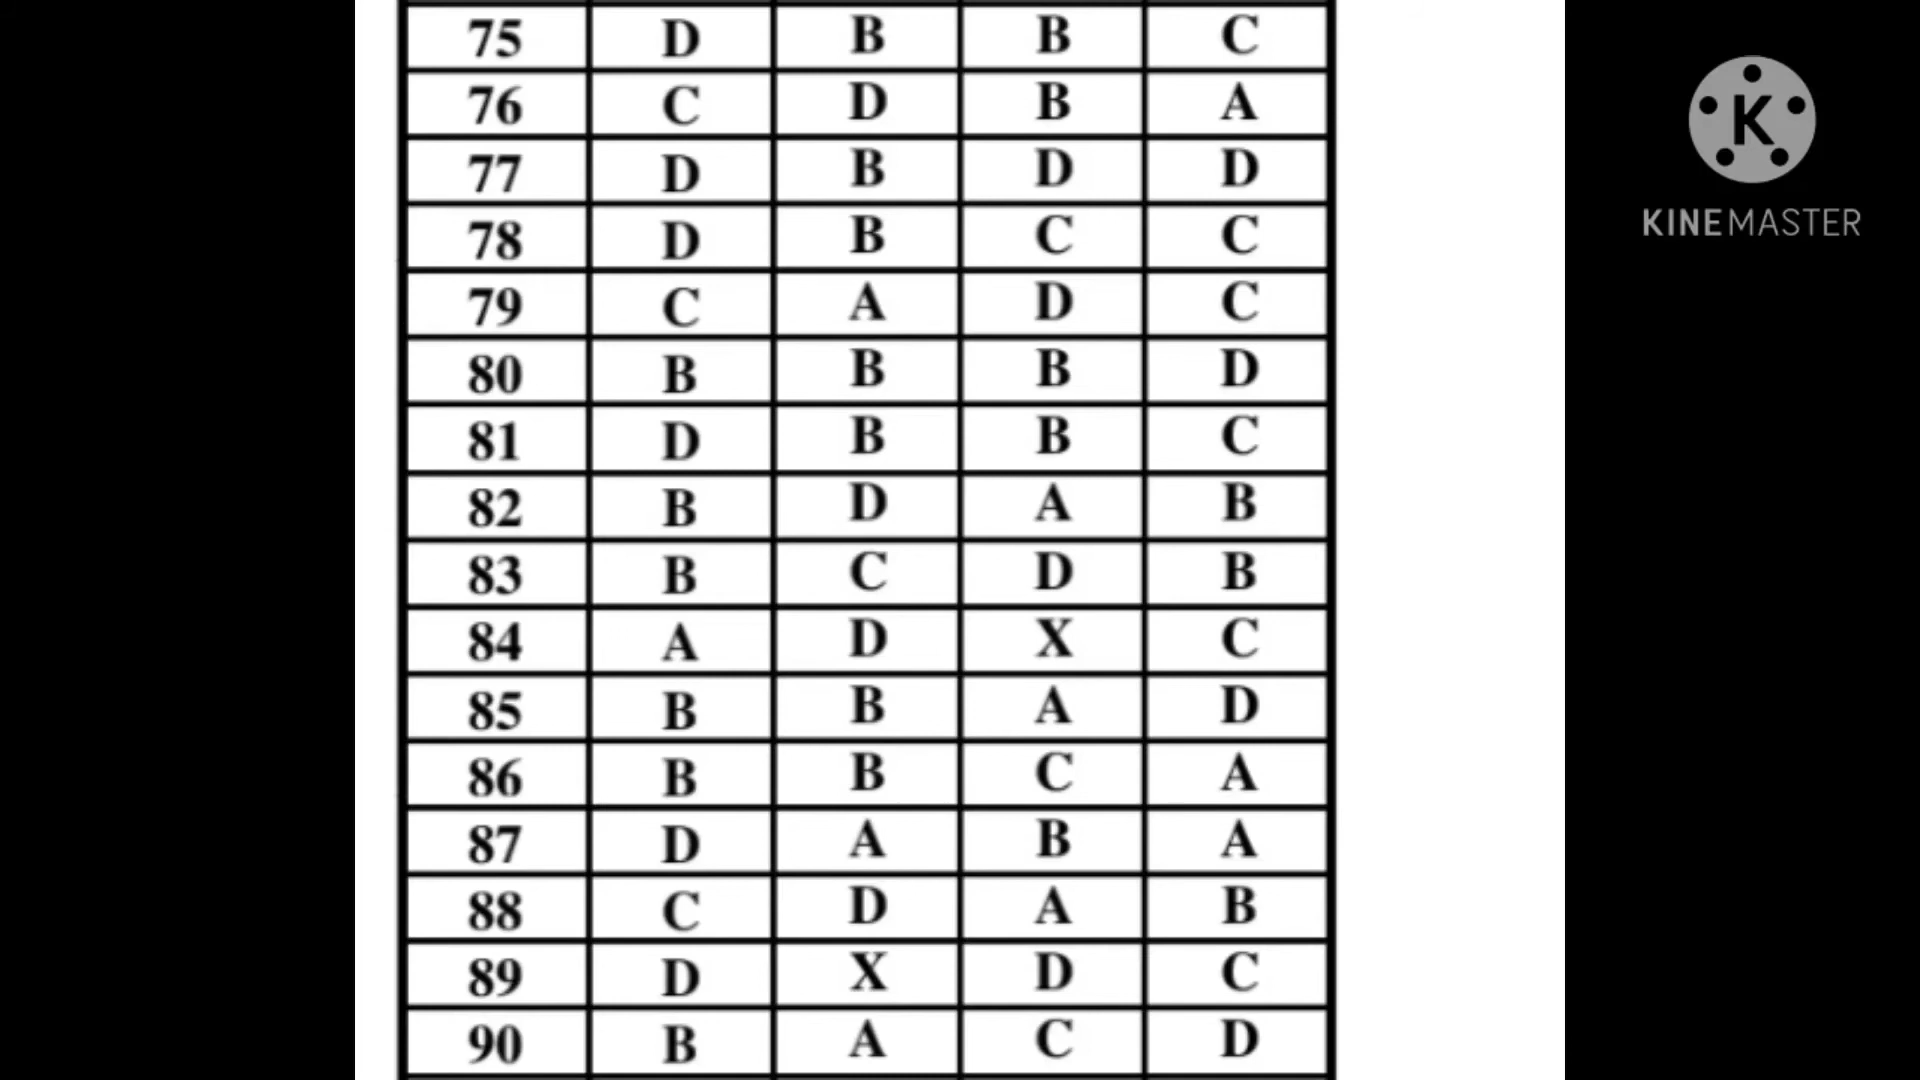 75 D B B C
76 C D B A
77 D B D D
78 D B C C
79 C A D C
80 B B B D
81 D B B C
82 B D A B
83 B C D B
84 A D X C
85 B B A D
86 B B C A
87 D A B A
88 C D A B
89 D X D C
90 B A C D
K
KINEMASTER